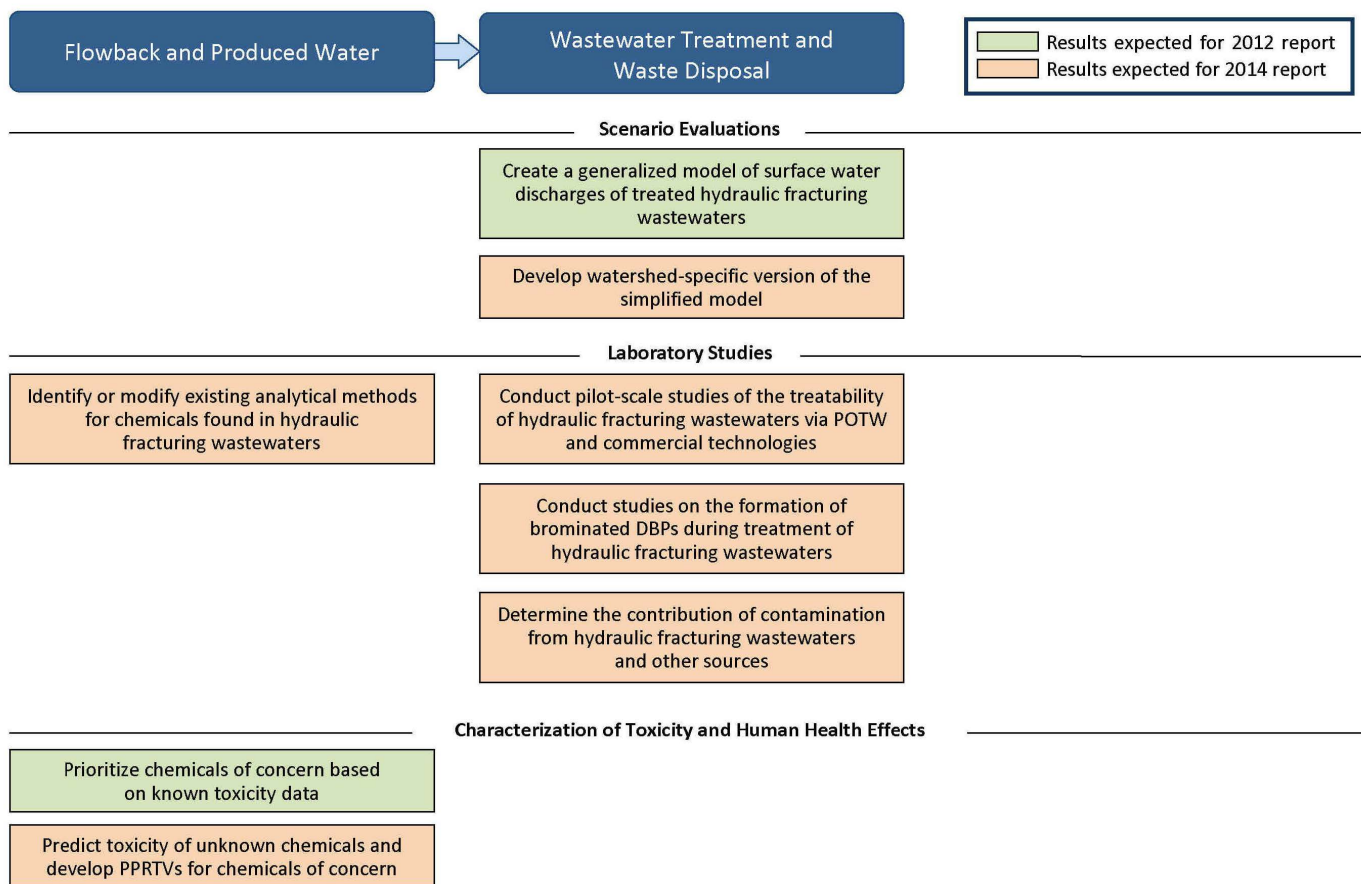 Flowback and Produced Water
Wastewater Treatment and
Waste Disposal
Results expected for 2012 report
Results expected for 2014 report
Scenario Evaluations
Create a generalized model of surface water
discharges of treated hydraulic fracturing
wastewaters
Develop watershed-specific version of the
simplified model
Laboratory Studies
Identify or modify existing analytical methods
for chemicals found in hydraulic
fracturing wastewaters
Conduct pilot-scale studies of the treatability
of hydraulic fracturing wastewaters via POTW
and commercial technologies
Conduct studies on the formation of
brominated DBPs during treatment of
hydraulic fracturing wastewaters
Determine the contribution of contamination
from hydraulic fracturing wastewaters
and other sources
Characterization of Toxicity and Human Health Effects
Prioritize chemicals of concern based
on known toxicity data
Predict toxicity of unknown chemicals and
develop PPRTVs for chemicals of concern